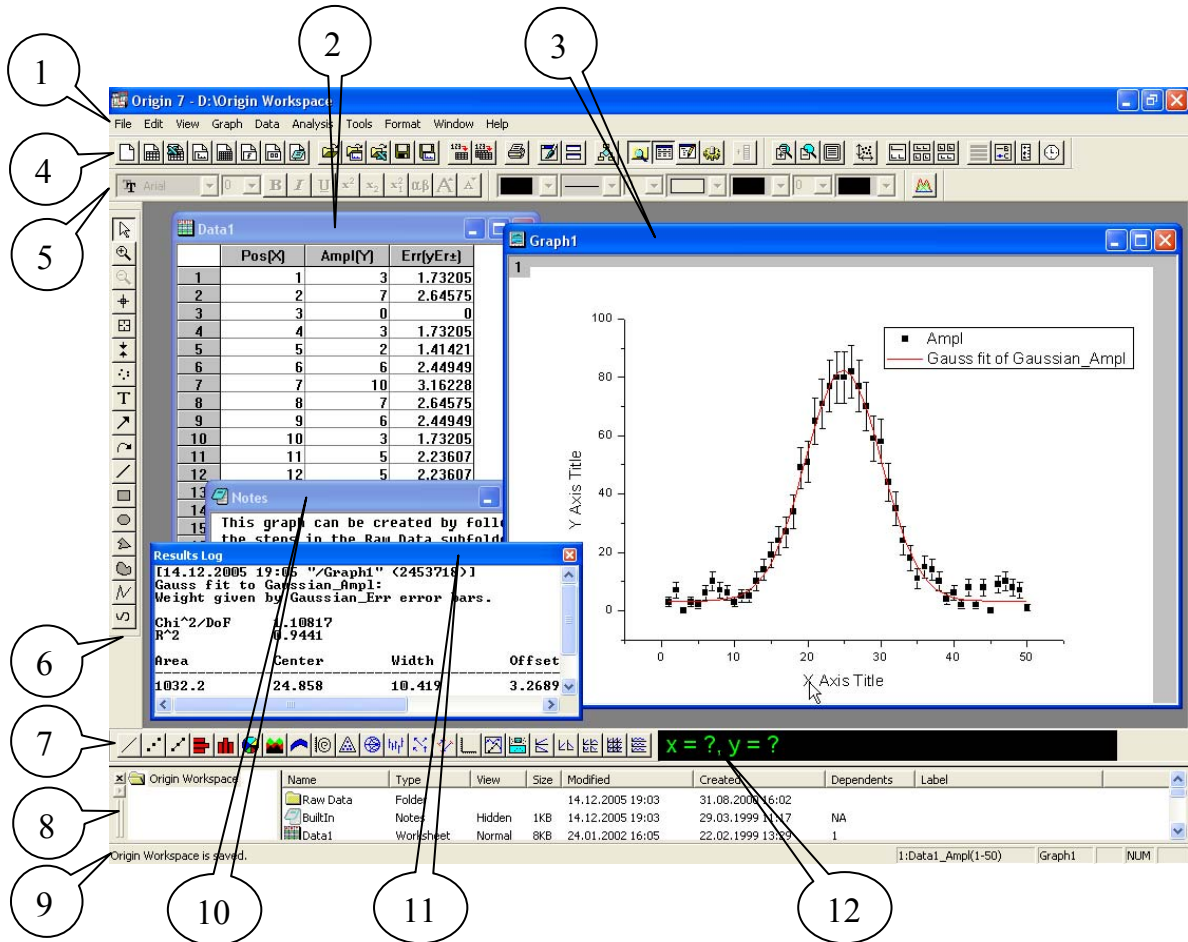 2
3
1
Origin 7 - D:\Origin Workspace
File Edit View Graph Data Analysis Tools Format Window Help
4
Arial 0 B I U x² x₂ αβ A A 0
5
Data1
Pos(X) Ampl(Y) Err(yEr±)
1 1 3 1.73205
2 2 7 2.64575
3 3 0 0
4 4 3 1.73205
5 5 2 1.41421
6 6 6 2.44949
7 7 10 3.16228
8 8 7 2.64575
9 9 6 2.44949
10 10 3 1.73205
11 11 5 2.23607
12 12 5 2.23607
13
14
15
Notes
This graph can be created by
the steps in the Raw Data
Results Log
[14.12.2005 19:05 "/Graph1" (2453718)]
Gauss fit to Gaussian_Ampl:
Weight given by Gaussian_Err error bars.
Chi^2/DoF 1.10817
R^2 0.9441
Area Center Width Offset
1032.2 24.858 10.419 3.2689
Graph1
1
100
80
60
40
20
0
Y Axis Title
0 10 20 30 40 50
X Axis Title
Ampl
Gauss fit of Gaussian_Ampl
T
6
7
x = ?, y = ?
8
Origin Workspace
Name Type View Size Modified Created Dependents Label
Raw Data Folder 14.12.2005 19:03 31.08.2000 16:02
BuiltIn Notes Hidden 1KB 14.12.2005 19:03 29.03.1999 11:17 NA
Data1 Worksheet Normal 8KB 24.01.2002 16:05 22.02.1999 13:29 1
9
Origin Workspace is saved.
1:Data1_Ampl(1-50) Graph1 NUM
10
11
12